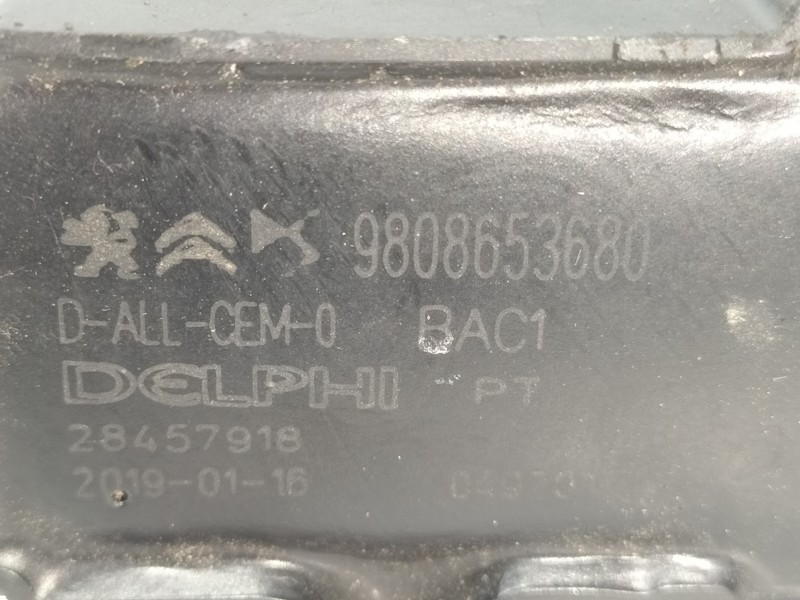 9808653680
D-ALL-CEM-0 BAC1
DELPHI PT
28457918
2019-01-16